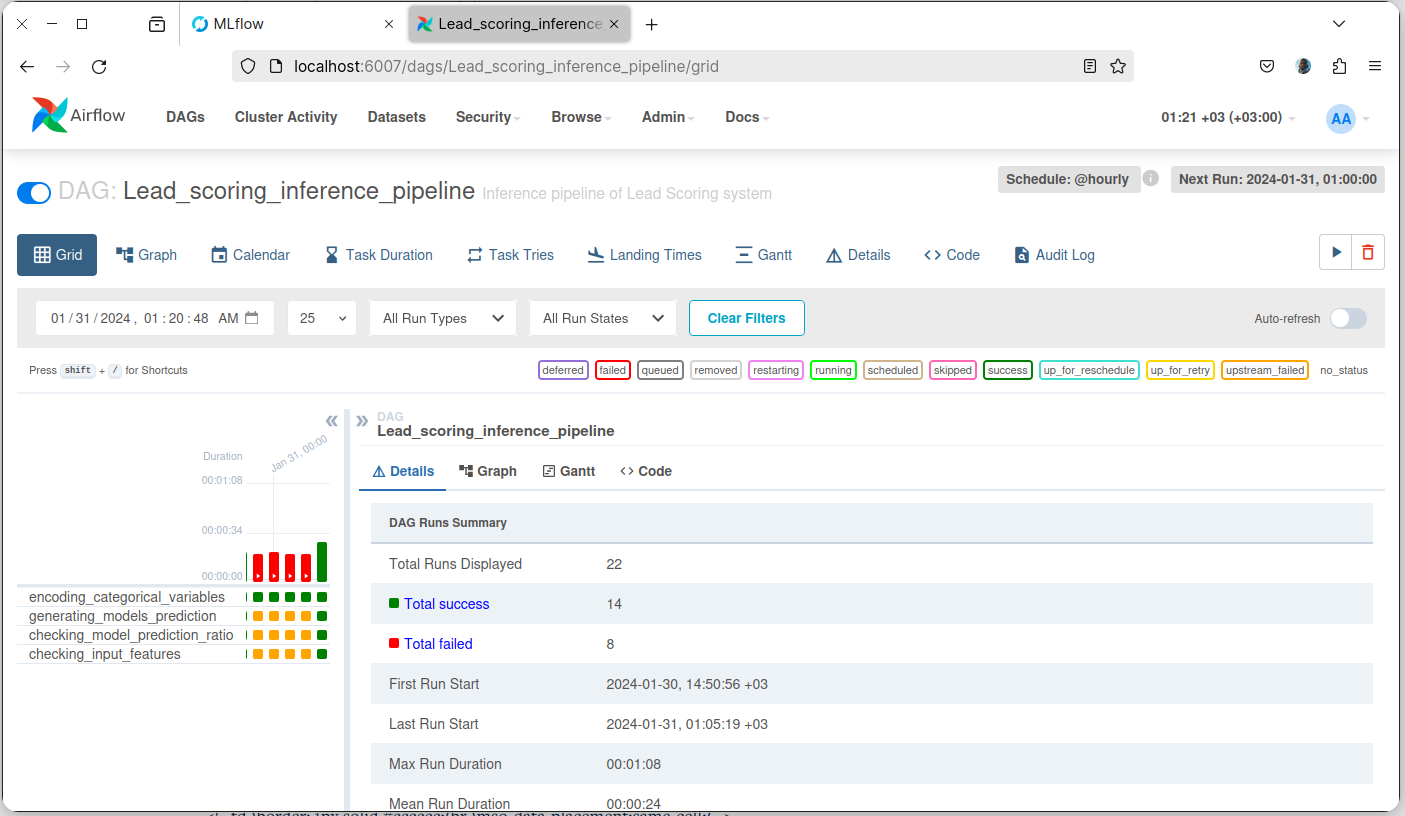 MLflow
Lead_scoring_inference_
localhost:6007/dags/Lead_scoring_inference_pipeline/grid
Airflow DAGs Cluster Activity Datasets Security Browse Admin Docs 01:21 +03 (+03:00) AA
DAG: Lead_scoring_inference_pipeline Inference pipeline of Lead Scoring system Schedule: @hourly i Next Run: 2024-01-31, 01:00:00
Grid Graph Calendar Task Duration Task Tries Landing Times Gantt Details Code Audit Log
01/31/2024, 01:20:48 AM 25 All Run Types All Run States Clear Filters Auto-refresh
Press shift + / for Shortcuts deferred failed queued removed restarting running scheduled skipped success up_for_reschedule up_for_retry upstream_failed no_status
Duration
Jan 31, 00:00
00:01:08
00:00:34
00:00:00
encoding_categorical_variables
generating_models_prediction
checking_model_prediction_ratio
checking_input_features
DAG
Lead_scoring_inference_pipeline
Details Graph Gantt Code
DAG Runs Summary
Total Runs Displayed 22
Total success 14
Total failed 8
First Run Start 2024-01-30, 14:50:56 +03
Last Run Start 2024-01-31, 01:05:19 +03
Max Run Duration 00:01:08
Mean Run Duration 00:00:24